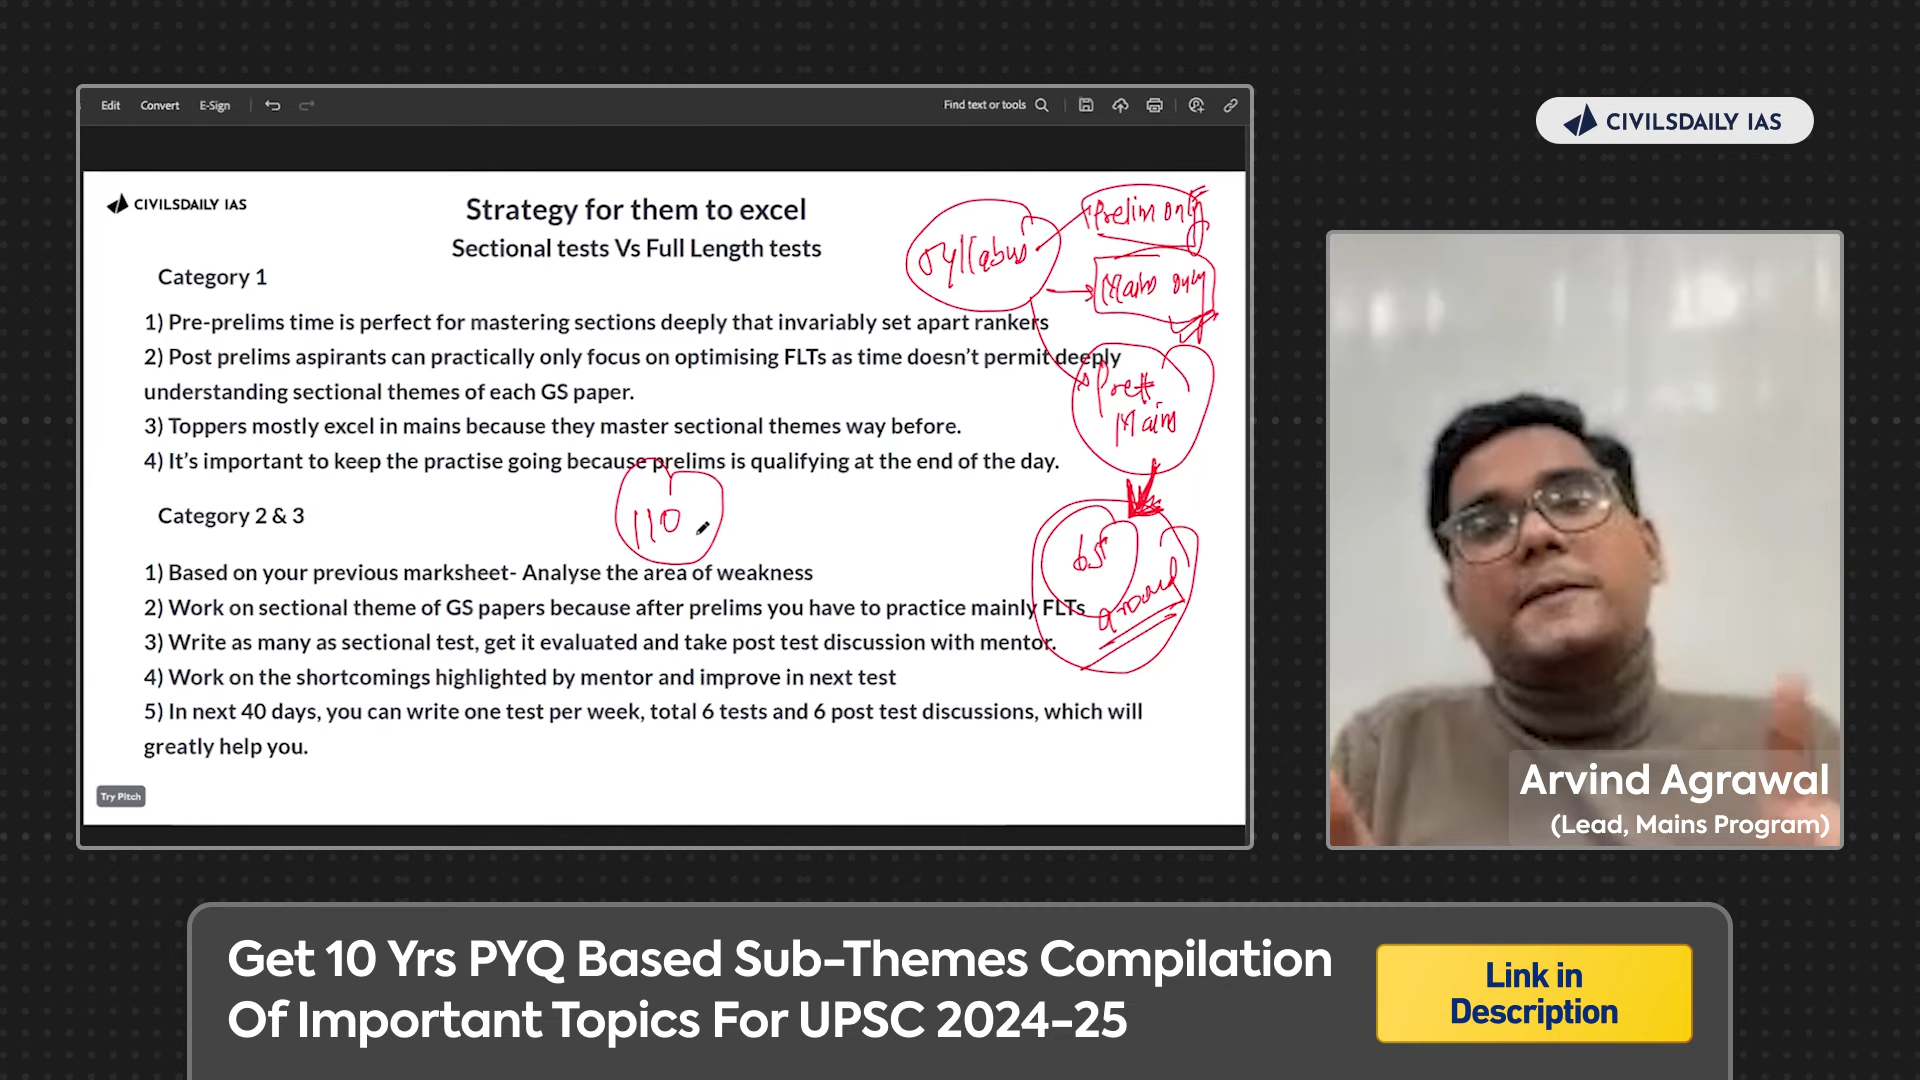 Edit Convert E-Sign Find text or tools
CIVILSDAILY IAS
CIVILSDAILY IAS
Strategy for them to excel
Sectional tests Vs Full Length tests
Category 1
1) Pre-prelims time is perfect for mastering sections deeply that invariably set apart rankers
2) Post prelims aspirants can practically only focus on optimising FLTs as time doesn’t permit deeply
understanding sectional themes of each GS paper.
3) Toppers mostly excel in mains because they master sectional themes way before.
4) It’s important to keep the practise going because prelims is qualifying at the end of the day.
Category 2 & 3
1) Based on your previous marksheet- Analyse the area of weakness
2) Work on sectional theme of GS papers because after prelims you have to practice mainly FLTs
3) Write as many as sectional test, get it evaluated and take post test discussion with mentor.
4) Work on the shortcomings highlighted by mentor and improve in next test
5) In next 40 days, you can write one test per week, total 6 tests and 6 post test discussions, which will
greatly help you.
Try Pitch
syllabus
Prelim only
Mains only
Pre+
Mains
110
around
Arvind Agrawal
(Lead, Mains Program)
Get 10 Yrs PYQ Based Sub-Themes Compilation
Of Important Topics For UPSC 2024-25
Link in
Description